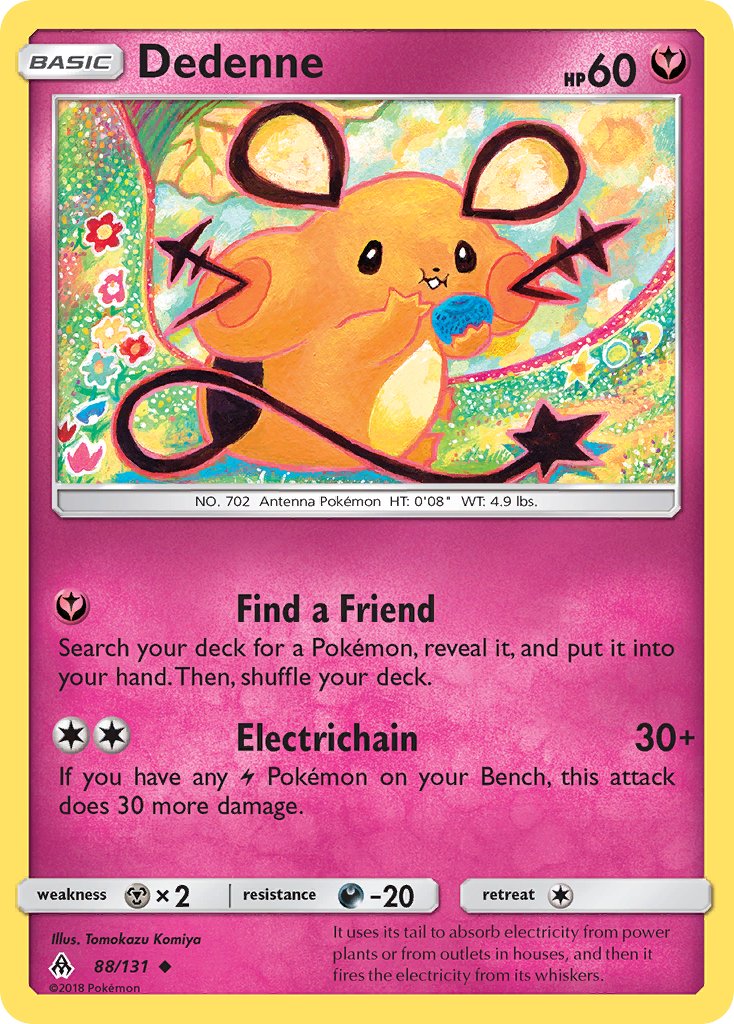 BASIC Dedenne HP60
NO. 702 Antenna Pokémon HT: 0'08" WT: 4.9 lbs.
Find a Friend
Search your deck for a Pokémon, reveal it, and put it into
your hand. Then, shuffle your deck.
Electrichain 30+
If you have any Pokémon on your Bench, this attack
does 30 more damage.
weakness ×2 resistance -20 retreat
Illus. Tomokazu Komiya
88/131
©2018 Pokémon
It uses its tail to absorb electricity from power
plants or from outlets in houses, and then it
fires the electricity from its whiskers.